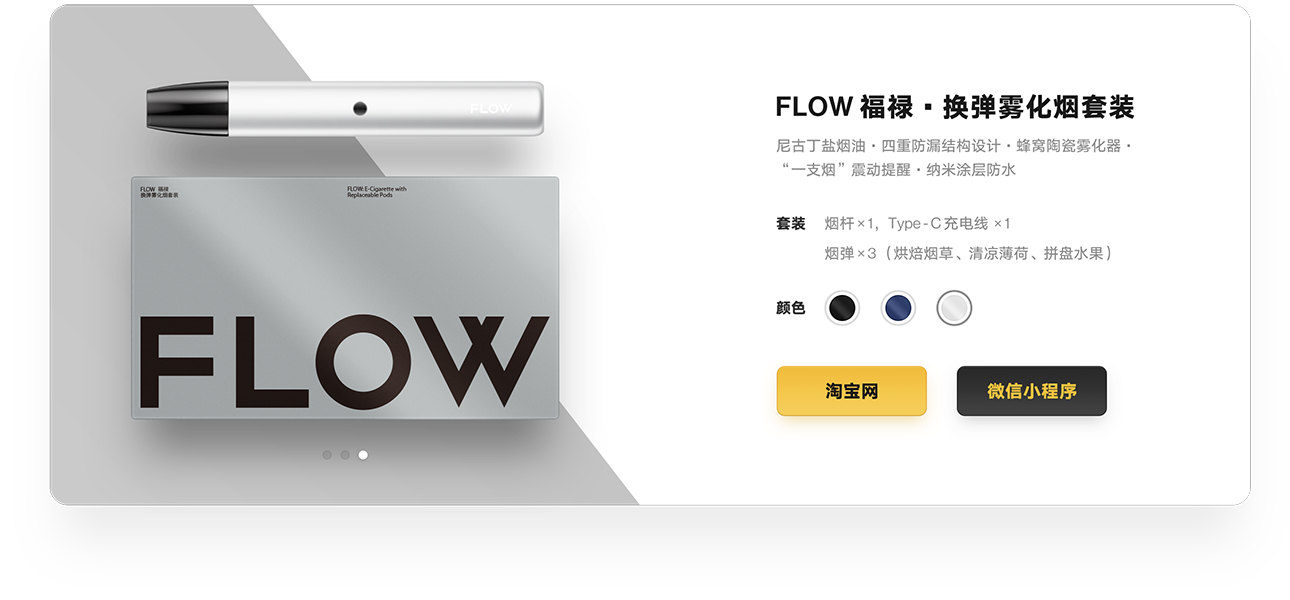 FLOW
FLOW 福禄
换弹雾化烟套装
FLOW: E-Cigarette with
Replaceable Pods
FLOW
FLOW 福禄 · 换弹雾化烟套装
尼古丁盐烟油 · 四重防漏结构设计 · 蜂窝陶瓷雾化器 ·
“一支烟”震动提醒 · 纳米涂层防水
套装 烟杆×1, Type-C充电线 ×1
烟弹×3（烘焙烟草、清凉薄荷、拼盘水果）
颜色
淘宝网 微信小程序